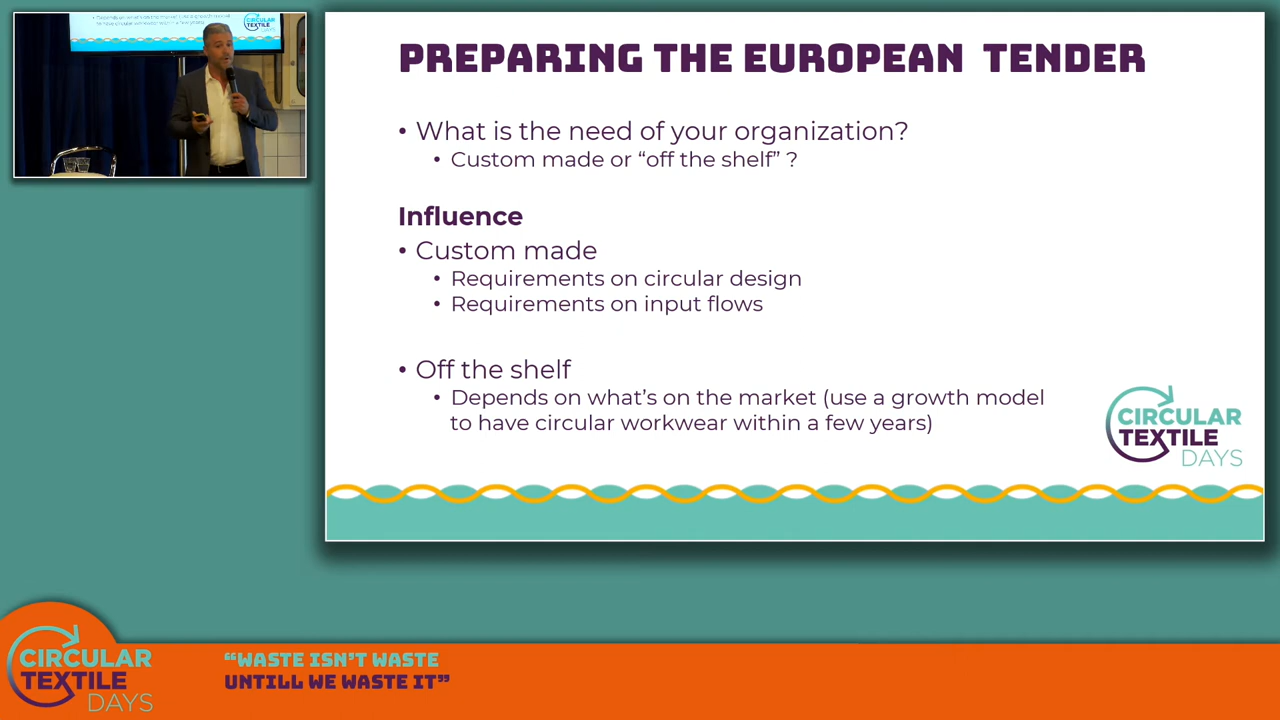 PREPARING THE EUROPEAN TENDER
• What is the need of your organization?
• Custom made or “off the shelf” ?
Influence
• Custom made
• Requirements on circular design
• Requirements on input flows
• Off the shelf
• Depends on what’s on the market (use a growth model
to have circular workwear within a few years)
CIRCULAR
TEXTILE
DAYS
CIRCULAR
TEXTILE
DAYS
CIRCULAR
TEXTILE
DAYS
“WASTE ISN’T WASTE
UNTILL WE WASTE IT”